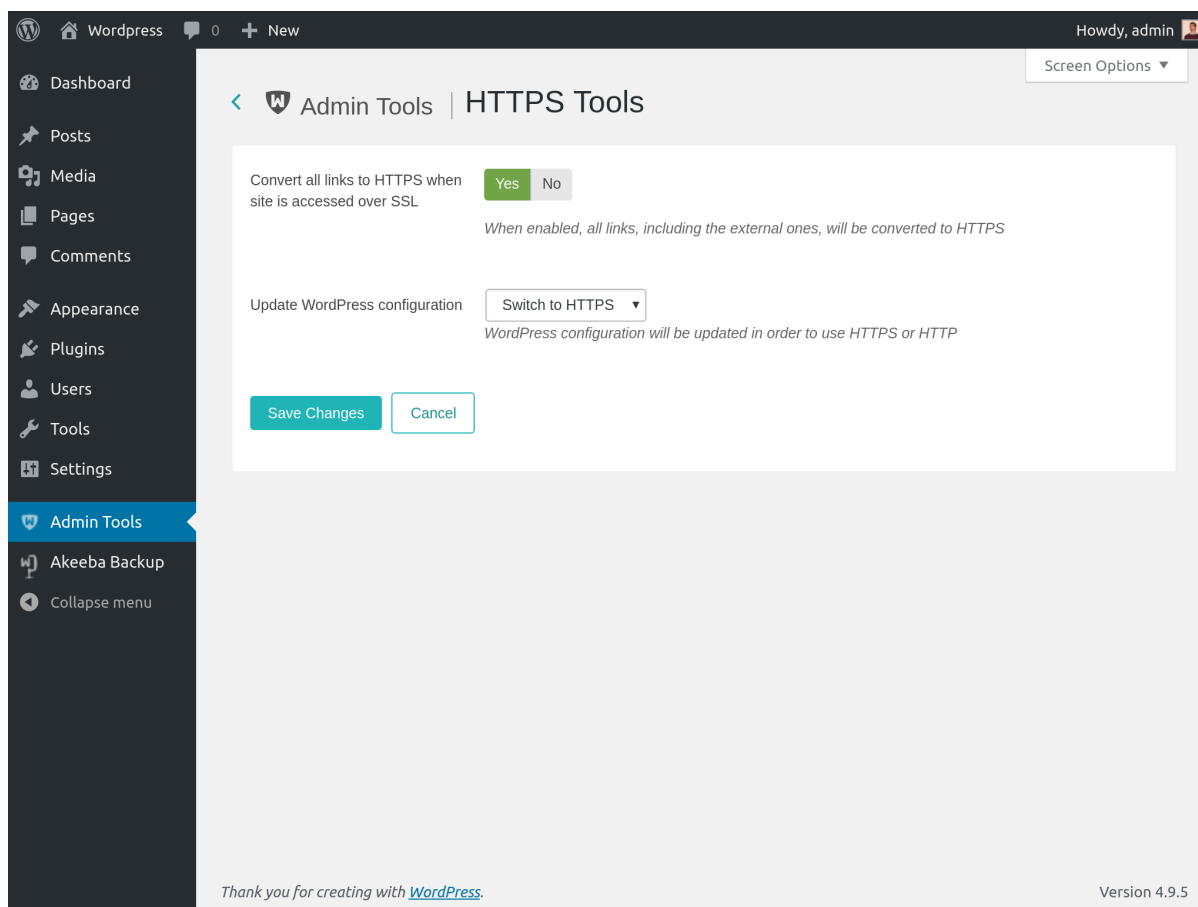 Wordpress 0 New Howdy, admin
Screen Options ▼
Dashboard
Posts
Media
Pages
Comments
Appearance
Plugins
Users
Tools
Settings
Admin Tools
Akeeba Backup
Collapse menu
Admin Tools | HTTPS Tools
Convert all links to HTTPS when
site is accessed over SSL
Yes No
When enabled, all links, including the external ones, will be converted to HTTPS
Update WordPress configuration
Switch to HTTPS ▼
WordPress configuration will be updated in order to use HTTPS or HTTP
Save Changes Cancel
Thank you for creating with WordPress.
Version 4.9.5